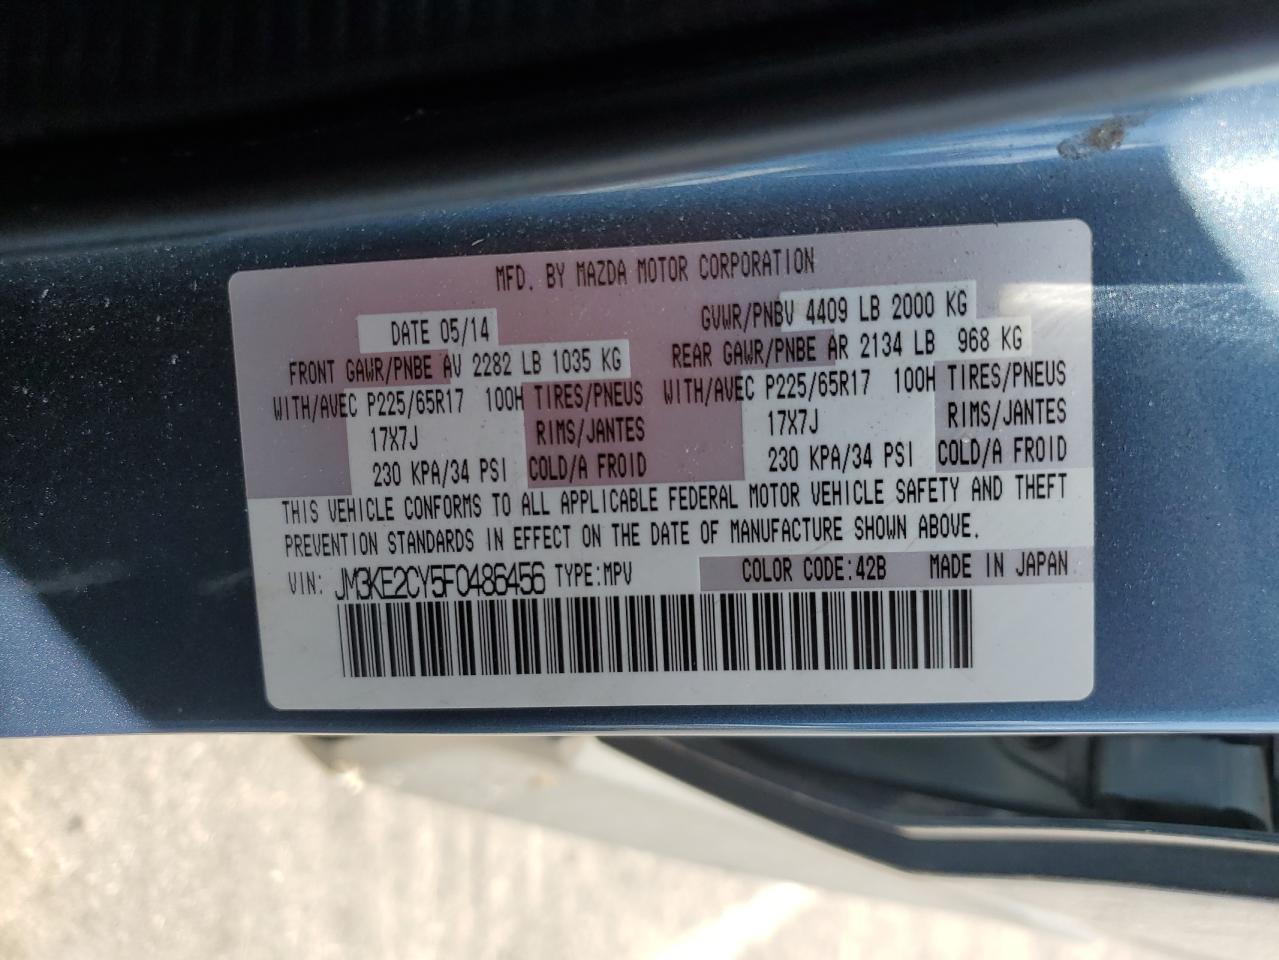 MFD. BY MAZDA MOTOR CORPORATION
DATE 05/14 GVWR/PNBV 4409 LB 2000 KG
FRONT GAWR/PNBE AV 2282 LB 1035 KG REAR GAWR/PNBE AR 2134 LB 968 KG
WITH/AVEC P225/65R17 100H TIRES/PNEUS WITH/AVEC P225/65R17 100H TIRES/PNEUS
17X7J RIMS/JANTES 17X7J RIMS/JANTES
230 KPA/34 PSI COLD/A FROID 230 KPA/34 PSI COLD/A FROID
THIS VEHICLE CONFORMS TO ALL APPLICABLE FEDERAL MOTOR VEHICLE SAFETY AND THEFT
PREVENTION STANDARDS IN EFFECT ON THE DATE OF MANUFACTURE SHOWN ABOVE.
VIN: JM3KE2CY5F0486456 TYPE:MPV COLOR CODE:42B MADE IN JAPAN